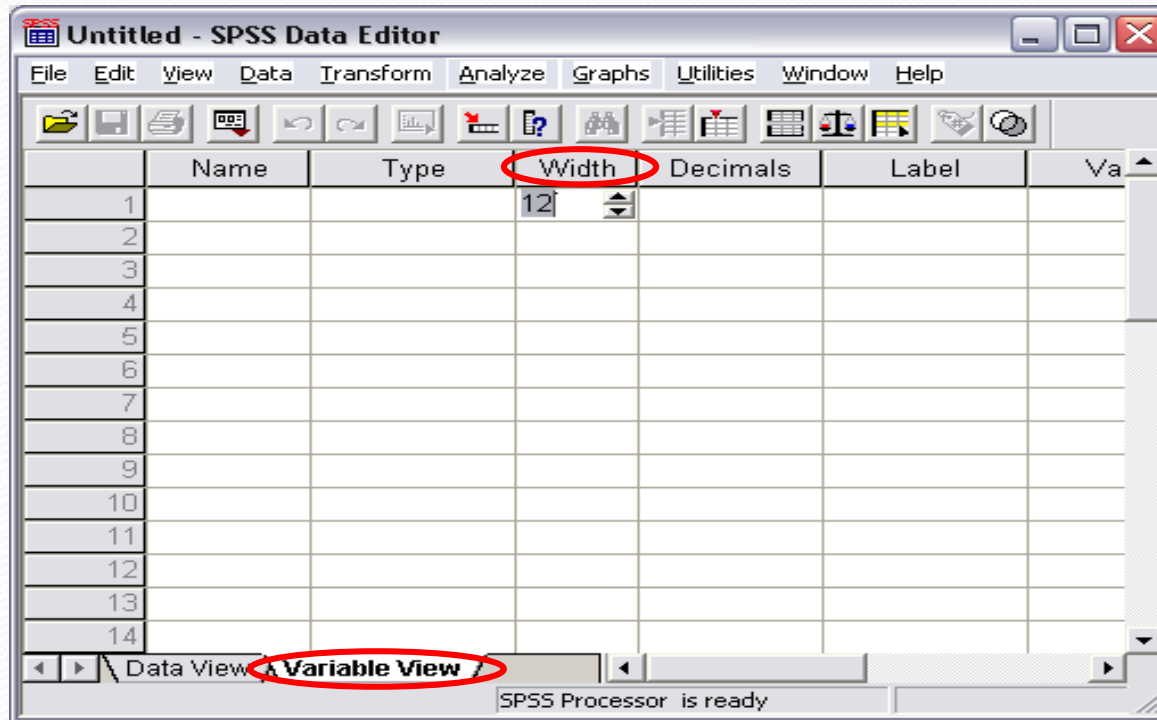 Untitled - SPSS Data Editor
File Edit View Data Transform Analyze Graphs Utilities Window Help
Name Type Width Decimals Label Va
1 12
2
3
4
5
6
7
8
9
10
11
12
13
14
Data View Variable View
SPSS Processor is ready